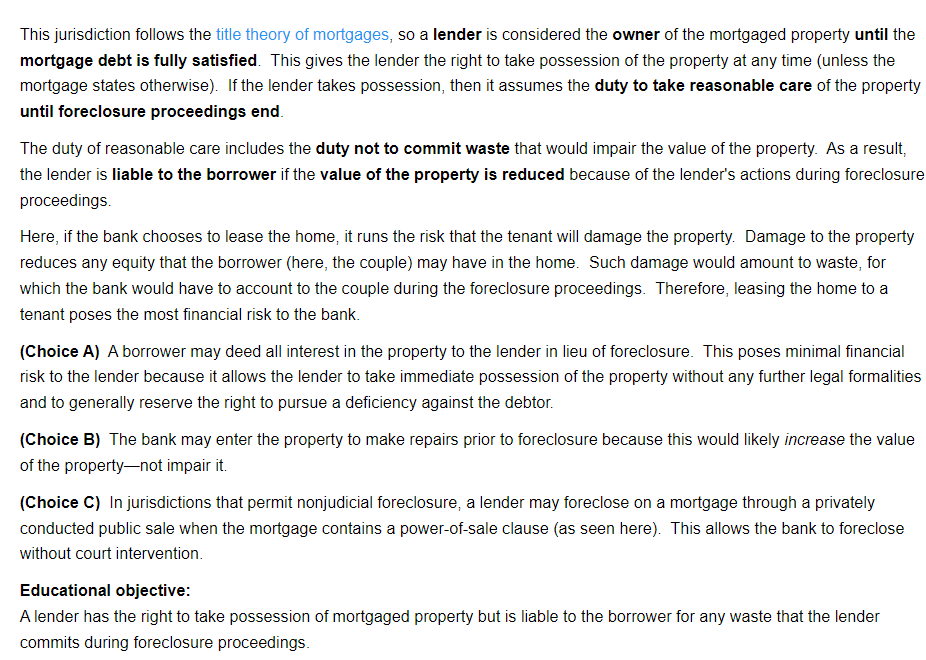 This jurisdiction follows the title theory of mortgages, so a lender is considered the owner of the mortgaged property until the
mortgage debt is fully satisfied.  This gives the lender the right to take possession of the property at any time (unless the
mortgage states otherwise).  If the lender takes possession, then it assumes the duty to take reasonable care of the property
until foreclosure proceedings end.
The duty of reasonable care includes the duty not to commit waste that would impair the value of the property.  As a result,
the lender is liable to the borrower if the value of the property is reduced because of the lender's actions during foreclosure
proceedings.
Here, if the bank chooses to lease the home, it runs the risk that the tenant will damage the property.  Damage to the property
reduces any equity that the borrower (here, the couple) may have in the home.  Such damage would amount to waste, for
which the bank would have to account to the couple during the foreclosure proceedings.  Therefore, leasing the home to a
tenant poses the most financial risk to the bank.
(Choice A)  A borrower may deed all interest in the property to the lender in lieu of foreclosure.  This poses minimal financial
risk to the lender because it allows the lender to take immediate possession of the property without any further legal formalities
and to generally reserve the right to pursue a deficiency against the debtor.
(Choice B)  The bank may enter the property to make repairs prior to foreclosure because this would likely increase the value
of the property—not impair it.
(Choice C)  In jurisdictions that permit nonjudicial foreclosure, a lender may foreclose on a mortgage through a privately
conducted public sale when the mortgage contains a power-of-sale clause (as seen here).  This allows the bank to foreclose
without court intervention.
Educational objective:
A lender has the right to take possession of mortgaged property but is liable to the borrower for any waste that the lender
commits during foreclosure proceedings.